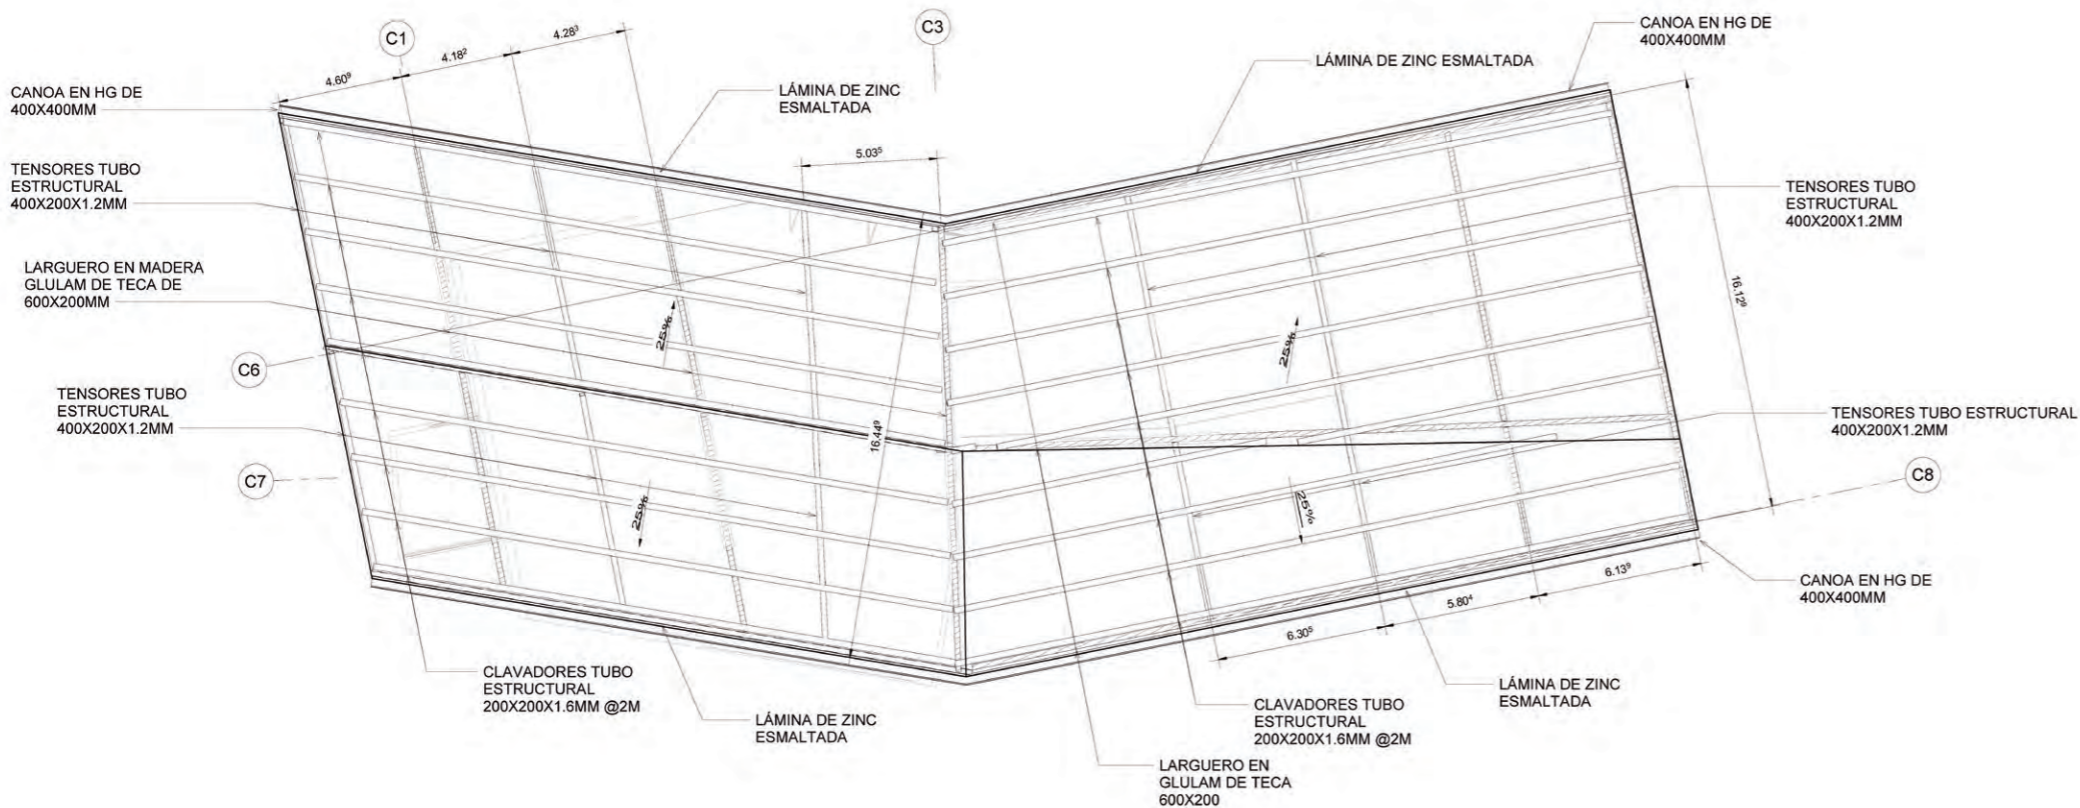 C1
C3
4.60⁹
4.18²
4.28³
CANOA EN HG DE
400X400MM
LÁMINA DE ZINC ESMALTADA
CANOA EN HG DE
400X400MM
LÁMINA DE ZINC
ESMALTADA
5.03⁵
TENSORES TUBO
ESTRUCTURAL
400X200X1.2MM
TENSORES TUBO
ESTRUCTURAL
400X200X1.2MM
LARGUERO EN MADERA
GLULAM DE TECA DE
600X200MM
16.12⁹
25%
25%
C6
TENSORES TUBO
ESTRUCTURAL
400X200X1.2MM
16.44⁹
TENSORES TUBO ESTRUCTURAL
400X200X1.2MM
C7
C8
25%
25%
6.13⁹
5.80⁴
6.30⁵
CANOA EN HG DE
400X400MM
CLAVADORES TUBO
ESTRUCTURAL
200X200X1.6MM @2M
LÁMINA DE ZINC
ESMALTADA
CLAVADORES TUBO
ESTRUCTURAL
200X200X1.6MM @2M
LÁMINA DE ZINC
ESMALTADA
LARGUERO EN
GLULAM DE TECA
600X200